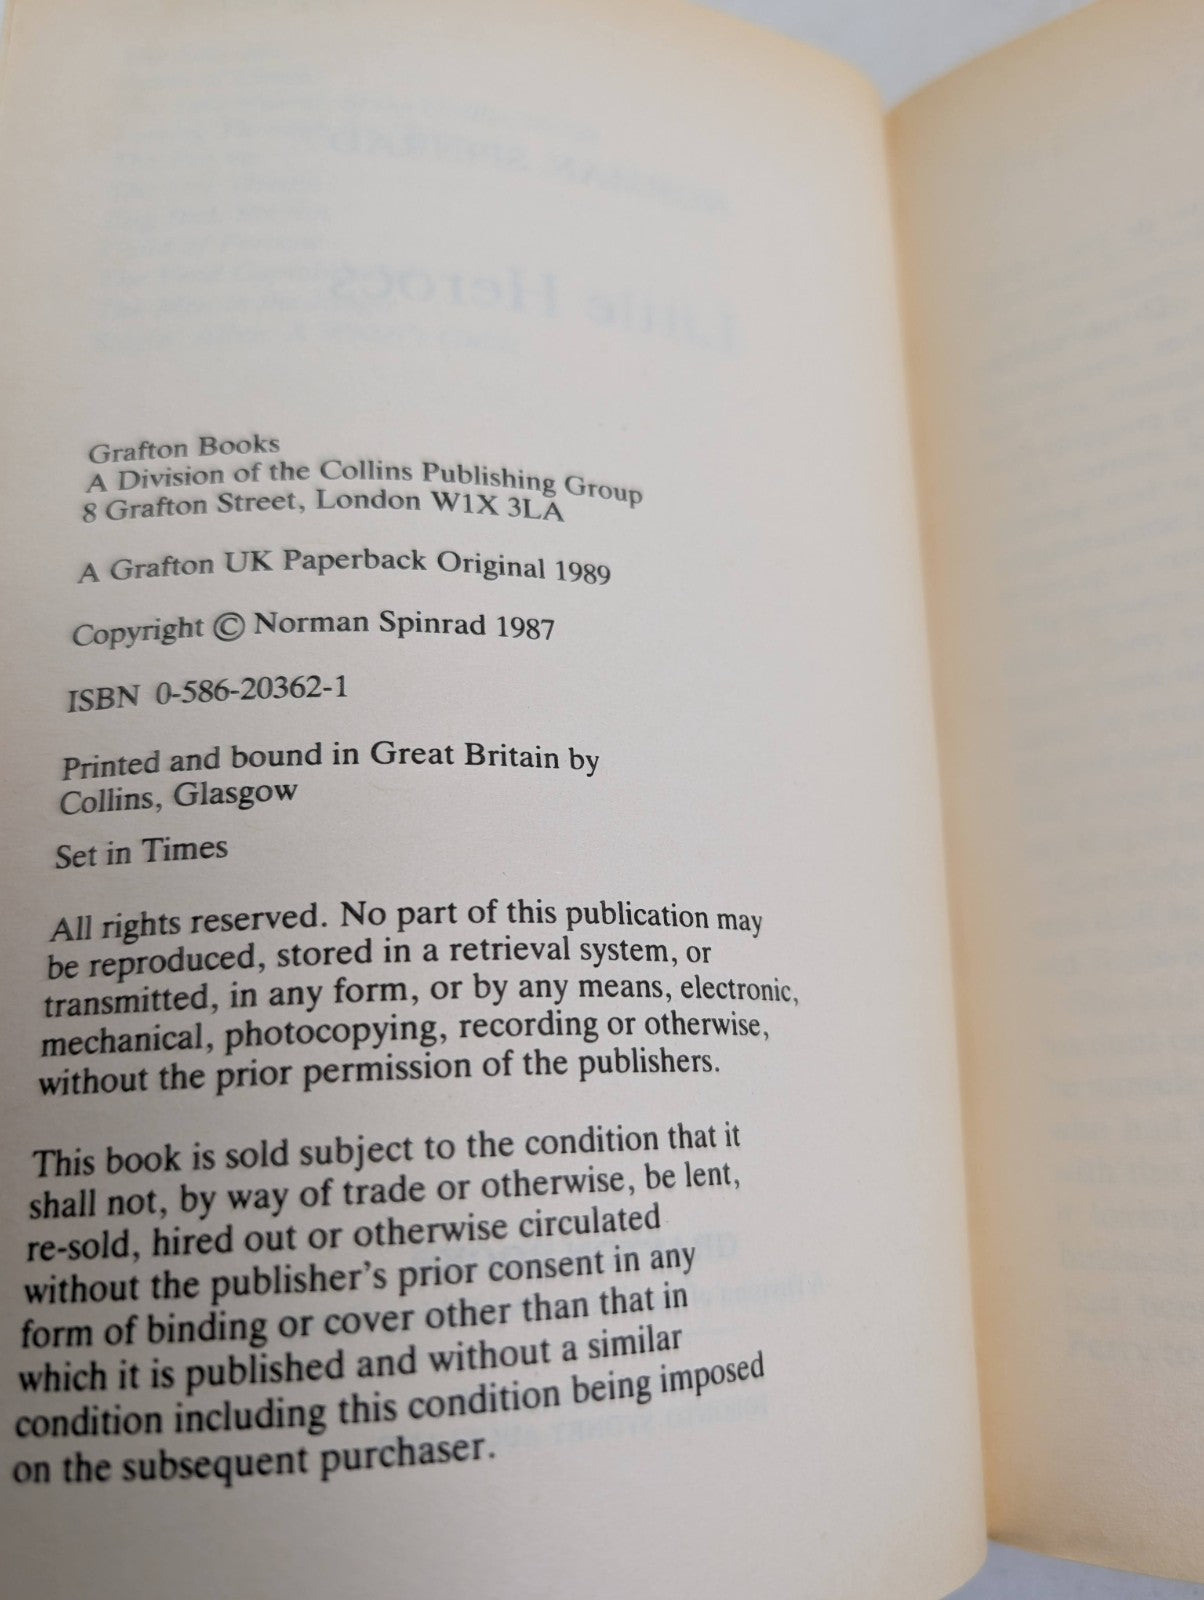 Grafton Books
A Division of the Collins Publishing Group
8 Grafton Street, London W1X 3LA
A Grafton UK Paperback Original 1989
Copyright © Norman Spinrad 1987
ISBN 0-586-20362-1
Printed and bound in Great Britain by
Collins, Glasgow
Set in Times
All rights reserved. No part of this publication may
be reproduced, stored in a retrieval system, or
transmitted, in any form, or by any means, electronic,
mechanical, photocopying, recording or otherwise,
without the prior permission of the publishers.
This book is sold subject to the condition that it
shall not, by way of trade or otherwise, be lent,
re-sold, hired out or otherwise circulated
without the publisher's prior consent in any
form of binding or cover other than that in
which it is published and without a similar
condition including this condition being imposed
on the subsequent purchaser.